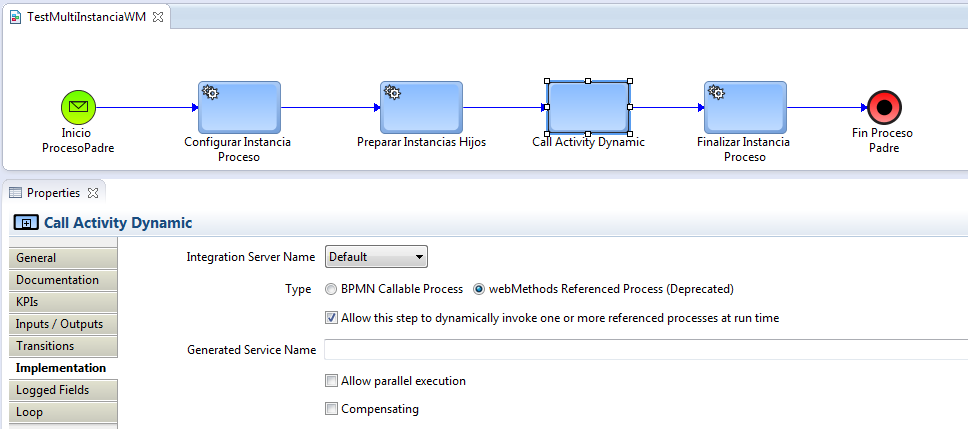 TestMultiInstanciaWM
Inicio
ProcesoPadre
Configurar Instancia
Proceso
Preparar Instancias Hijos
Call Activity Dynamic
Finalizar Instancia
Proceso
Fin Proceso
Padre
Properties
Call Activity Dynamic
General
Documentation
KPIs
Inputs / Outputs
Transitions
Implementation
Logged Fields
Loop
Integration Server Name
Default
Type
BPMN Callable Process
webMethods Referenced Process (Deprecated)
Allow this step to dynamically invoke one or more referenced processes at run time
Generated Service Name
Allow parallel execution
Compensating